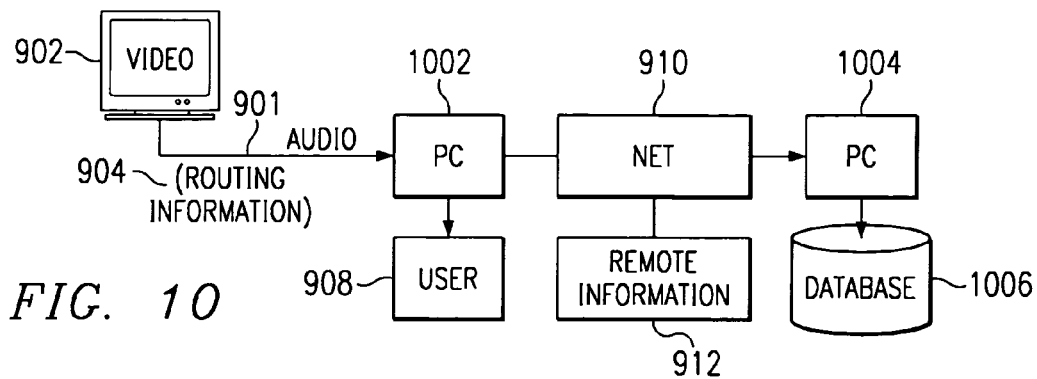 902
VIDEO
901
AUDIO
904
(ROUTING
INFORMATION)
1002
PC
910
NET
1004
PC
908
USER
REMOTE
INFORMATION
912
DATABASE
1006
FIG. 10